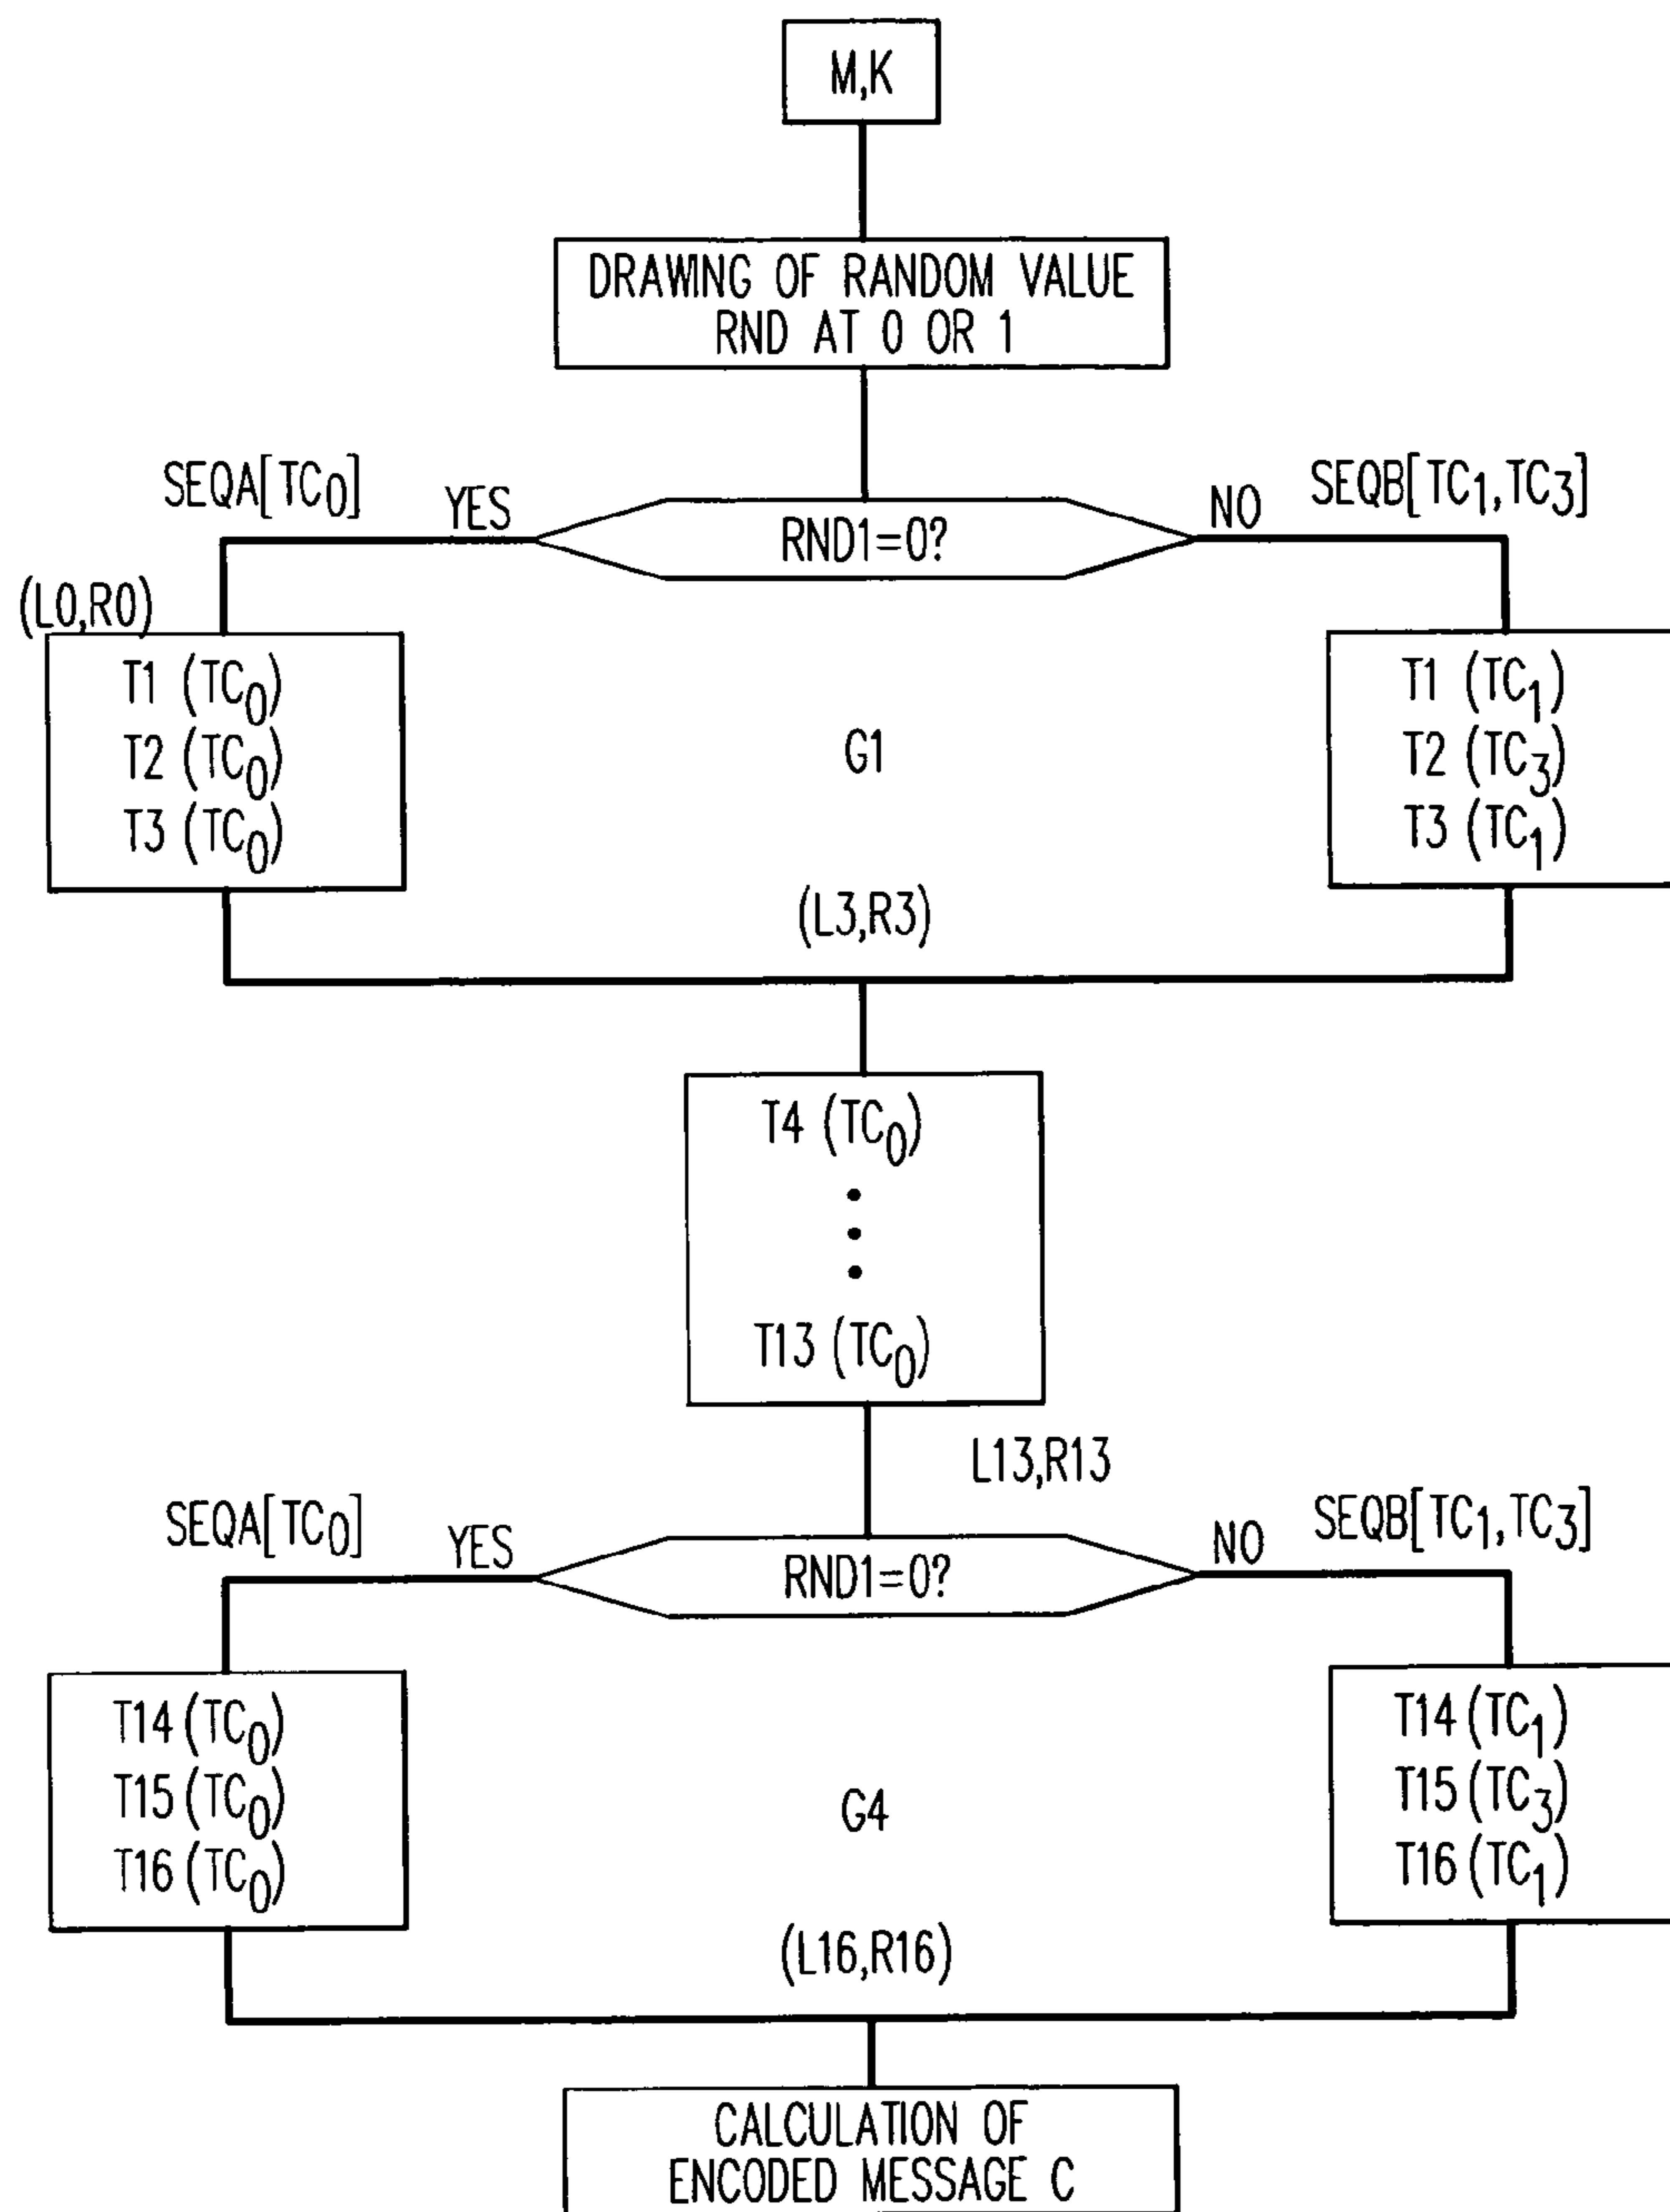 M,K
DRAWING OF RANDOM VALUE
RND AT 0 OR 1
SEQA[TC0]
YES
RND1=0?
NO
SEQB[TC1,TC3]
(L0,R0)
T1 (TC0)
T2 (TC0)
T3 (TC0)
G1
T1 (TC1)
T2 (TC3)
T3 (TC1)
(L3,R3)
T4 (TC0)
T13 (TC0)
L13,R13
SEQA[TC0]
YES
RND1=0?
NO
SEQB[TC1,TC3]
T14 (TC0)
T15 (TC0)
T16 (TC0)
G4
T14 (TC1)
T15 (TC3)
T16 (TC1)
(L16,R16)
CALCULATION OF
ENCODED MESSAGE C